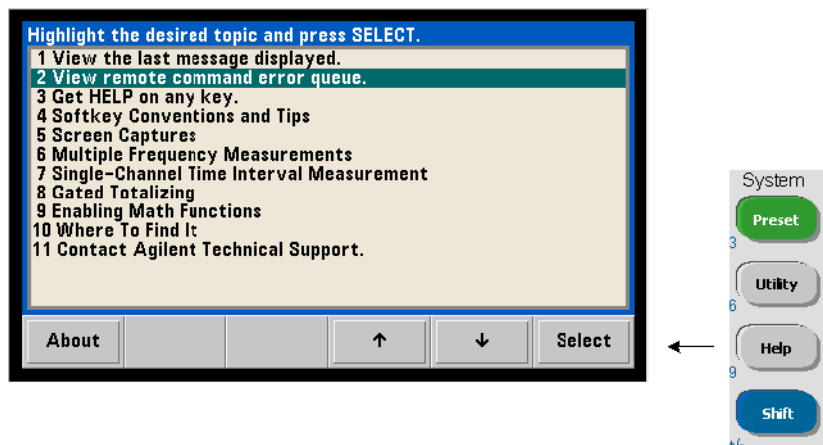 Highlight the desired topic and press SELECT.
1 View the last message displayed.
2 View remote command error queue.
3 Get HELP on any key.
4 Softkey Conventions and Tips
5 Screen Captures
6 Multiple Frequency Measurements
7 Single-Channel Time Interval Measurement
8 Gated Totalizing
9 Enabling Math Functions
10 Where To Find It
11 Contact Agilent Technical Support.
About ↑ ↓ Select
System
Preset
3
Utility
6
Help
9
Shift